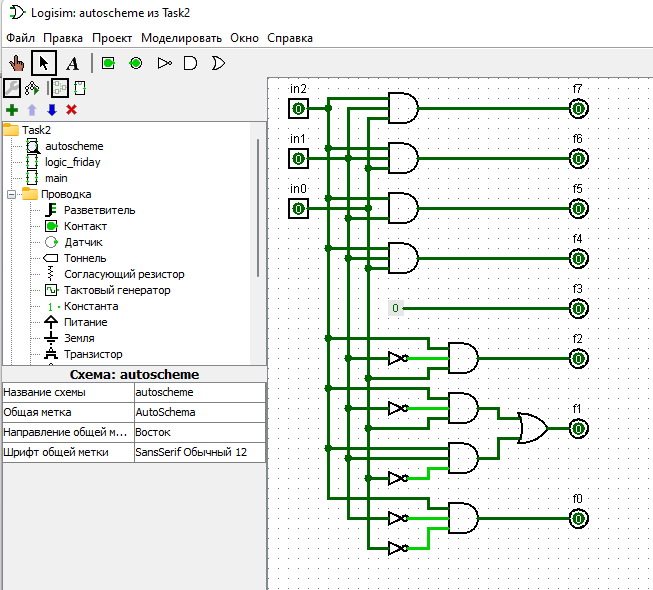 Logisim: autoscheme из Task2
Файл Правка Проект Моделировать Окно Справка
A
Task2
autoscheme
logic_friday
main
Проводка
Разветвитель
Контакт
Датчик
Тоннель
Согласующий резистор
Тактовый генератор
1 Константа
Питание
Земля
Транзистор
Схема: autoscheme
Название схемы autoscheme
Общая метка AutoSchema
Направление общей м... Восток
Шрифт общей метки SansSerif Обычный 12
in2
0
in1
0
in0
0
f7
0
f6
0
f5
0
f4
0
f3
0
0
f2
0
f1
0
f0
0